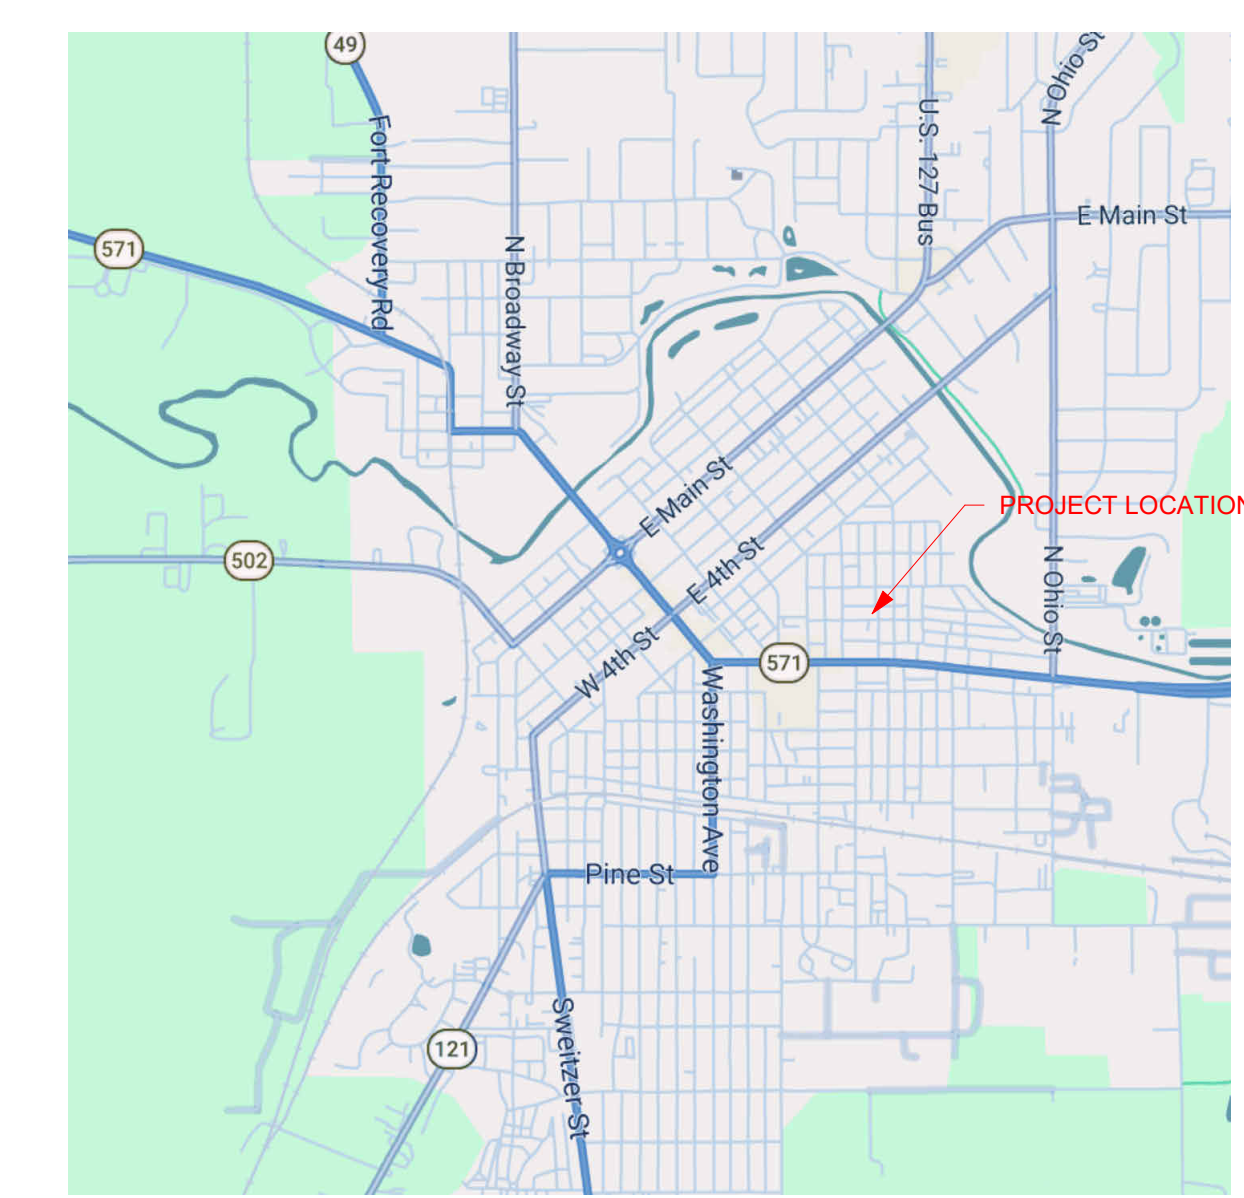 49
N Ohio St
U.S. 127 Bus
Fort Recovery Rd
E Main St
571
N Broadway St
E Main St
PROJECT LOCATION
502
E 4th St
N Ohio St
W 4th St
571
Washington Ave
Pine St
Sweitzer St
121